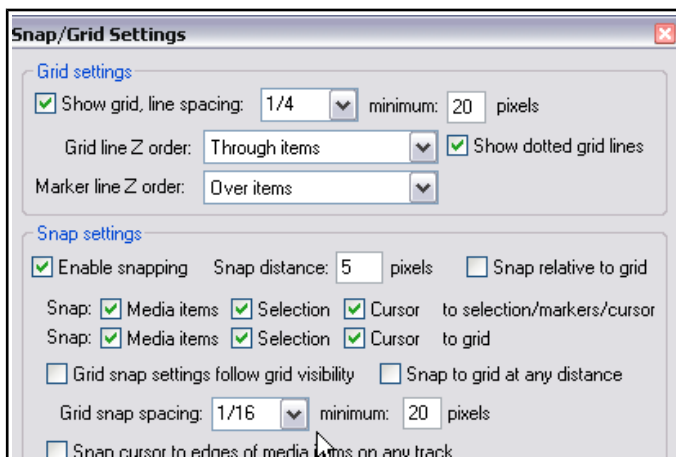 Snap/Grid Settings
Grid settings
Show grid, line spacing: 1/4 minimum: 20 pixels
Grid line Z order: Through items Show dotted grid lines
Marker line Z order: Over items
Snap settings
Enable snapping Snap distance: 5 pixels Snap relative to grid
Snap: Media items Selection Cursor to selection/markers/cursor
Snap: Media items Selection Cursor to grid
Grid snap settings follow grid visibility Snap to grid at any distance
Grid snap spacing: 1/16 minimum: 20 pixels
Snap cursor to edges of media items on any track